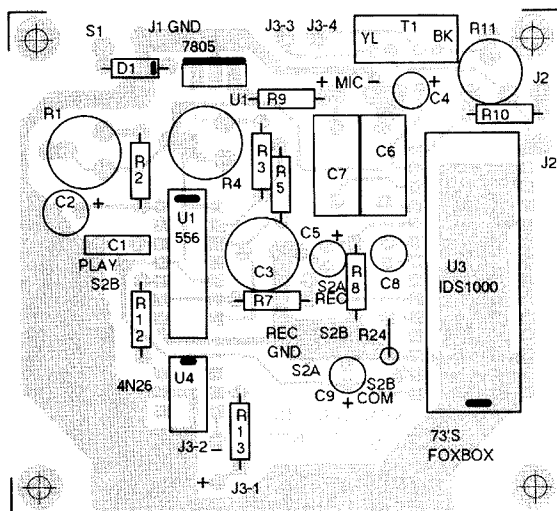 S1
J1 GND
7805
J3-3
J3-4
T1
YL
BK
R11
D1
J2
+ MIC -
+
C4
U1
R9
R10
R1
J2
R2
R3
R4
R5
C7
C6
C2
+
U1
556
C1
C5
+
PLAY
S2B
C3
S2A
REC
R8
C8
U3
IDS1000
R12
R7
REC
GND
S2B
R24
S2A
4N26
U4
C9
+
S2B
COM
R13
J3-2
-
+
J3-1
73'S
FOXBOX